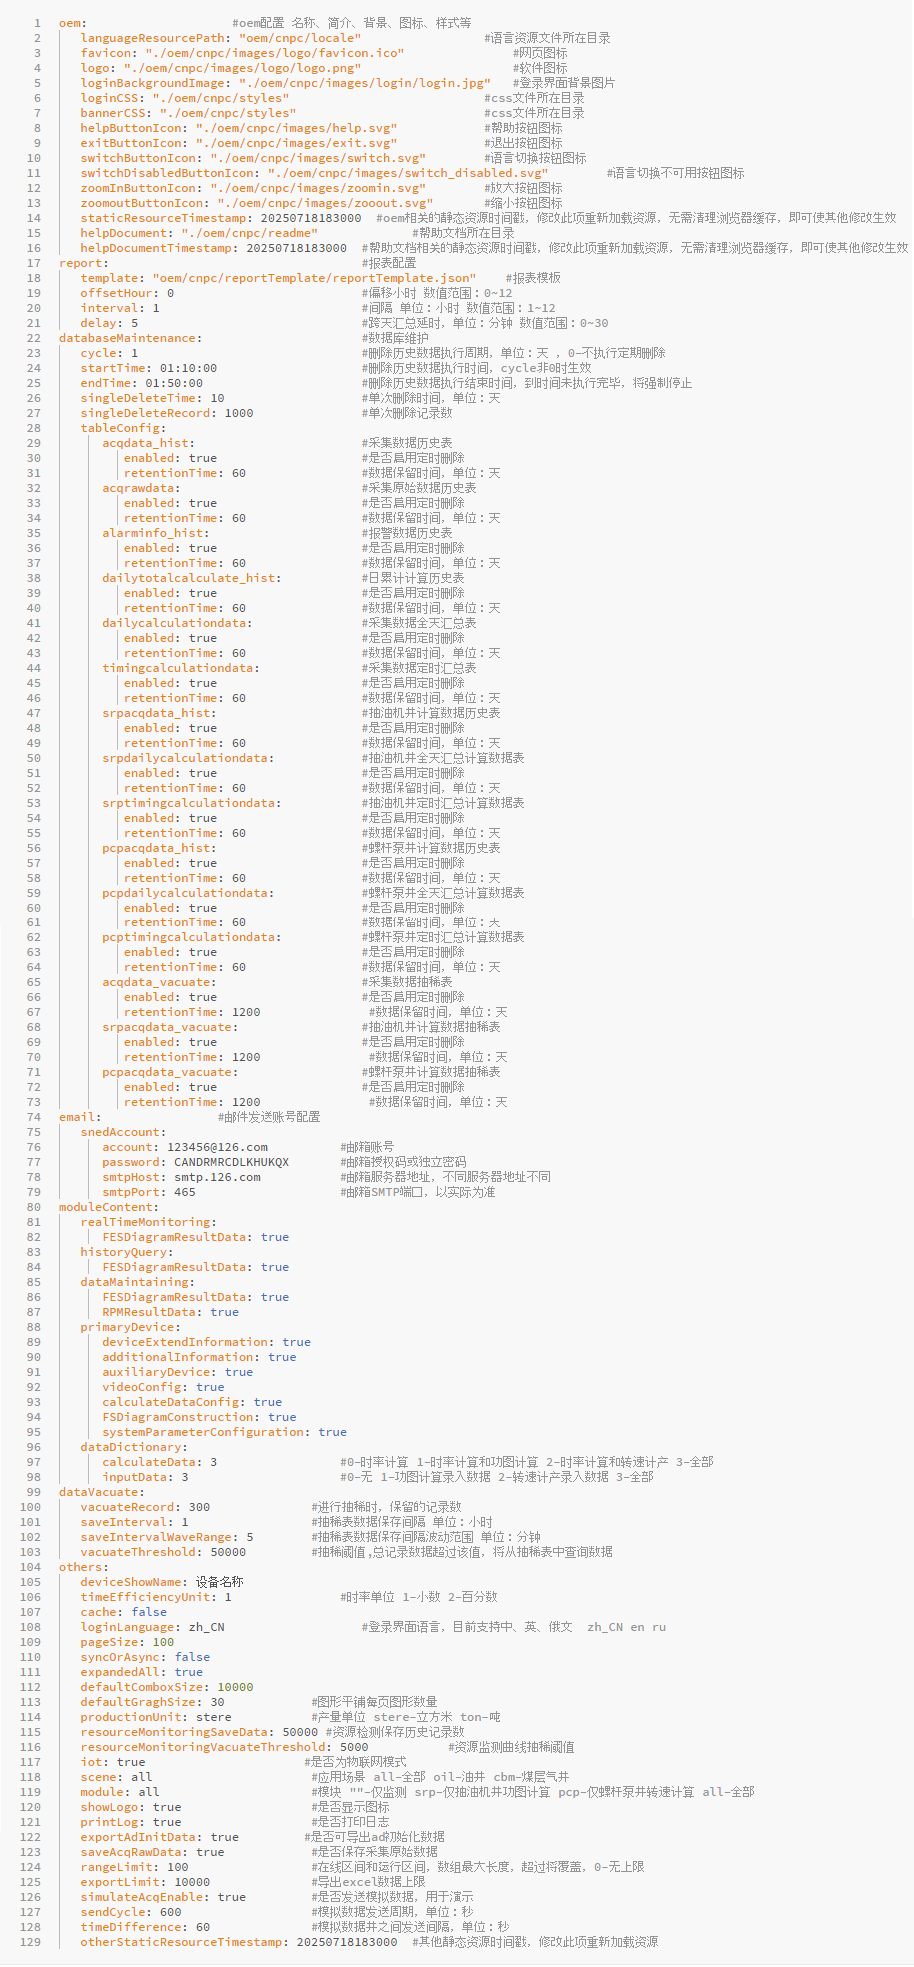 1 oem: #oem配置 名称、简介、背景、图标、样式等
2 languageResourcePath: "oem/cnpc/locale" #语言资源文件所在目录
3 favicon: "./oem/cnpc/images/logo/favicon.ico" #网页图标
4 logo: "./oem/cnpc/images/logo/logo.png" #软件图标
5 loginBackgroundImage: "./oem/cnpc/images/login/login.jpg" #登录界面背景图片
6 loginCSS: "./oem/cnpc/styles" #css文件所在目录
7 bannerCSS: "./oem/cnpc/styles" #css文件所在目录
8 helpButtonIcon: "./oem/cnpc/images/help.svg" #帮助按钮图标
9 exitButtonIcon: "./oem/cnpc/images/exit.svg" #退出按钮图标
10 switchButtonIcon: "./oem/cnpc/images/switch.svg" #语言切换按钮图标
11 switchDisabledButtonIcon: "./oem/cnpc/images/switch_disabled.svg" #语言切换不可用按钮图标
12 zoomInButtonIcon: "./oem/cnpc/images/zoomin.svg" #放大按钮图标
13 zoomoutButtonIcon: "./oem/cnpc/images/zooout.svg" #缩小按钮图标
14 staticResourceTimestamp: 20250718183000 #oem相关的静态资源时间戳，修改此项重新加载资源，无需清理浏览器缓存，即可使其他修改生效
15 helpDocument: "./oem/cnpc/readme" #帮助文档所在目录
16 helpDocumentTimestamp: 20250718183000 #帮助文档相关的静态资源时间戳，修改此项重新加载资源，无需清理浏览器缓存，即可使其他修改生效
17 report: #报表配置
18 template: "oem/cnpc/reportTemplate/reportTemplate.json" #报表模板
19 offsetHour: 0 #偏移小时 数值范围：0~12
20 interval: 1 #间隔 单位：小时 数值范围：1~12
21 delay: 5 #跨天汇总延时，单位：分钟 数值范围：0~30
22 databaseMaintenance: #数据库维护
23 cycle: 1 #删除历史数据执行周期，单位：天 ，0-不执行定期删除
24 startTime: 01:10:00 #删除历史数据执行时间，cycle非0时生效
25 endTime: 01:50:00 #删除历史数据执行结束时间，到时间未执行完毕，将强制停止
26 singleDeleteTime: 10 #单次删除时间，单位：天
27 singleDeleteRecord: 1000 #单次删除记录数
28 tableConfig:
29 acqdata_hist: #采集数据历史表
30 enabled: true #是否启用定时删除
31 retentionTime: 60 #数据保留时间，单位：天
32 acqrawdata: #采集原始数据历史表
33 enabled: true #是否启用定时删除
34 retentionTime: 60 #数据保留时间，单位：天
35 alarminfo_hist: #报警数据历史表
36 enabled: true #是否启用定时删除
37 retentionTime: 60 #数据保留时间，单位：天
38 dailytotalcalculate_hist: #日累计计算历史表
39 enabled: true #是否启用定时删除
40 retentionTime: 60 #数据保留时间，单位：天
41 dailycalculationdata: #采集数据全天汇总表
42 enabled: true #是否启用定时删除
43 retentionTime: 60 #数据保留时间，单位：天
44 timingcalculationdata: #采集数据定时汇总表
45 enabled: true #是否启用定时删除
46 retentionTime: 60 #数据保留时间，单位：天
47 srpacqdata_hist: #抽油机井计算数据历史表
48 enabled: true #是否启用定时删除
49 retentionTime: 60 #数据保留时间，单位：天
50 srpdailycalculationdata: #抽油机井全天汇总计算数据表
51 enabled: true #是否启用定时删除
52 retentionTime: 60 #数据保留时间，单位：天
53 srptimingcalculationdata: #抽油机井定时汇总计算数据表
54 enabled: true #是否启用定时删除
55 retentionTime: 60 #数据保留时间，单位：天
56 pcpacqdata_hist: #螺杆泵井计算数据历史表
57 enabled: true #是否启用定时删除
58 retentionTime: 60 #数据保留时间，单位：天
59 pcpdailycalculationdata: #螺杆泵井全天汇总计算数据表
60 enabled: true #是否启用定时删除
61 retentionTime: 60 #数据保留时间，单位：天
62 pcptimingcalculationdata: #螺杆泵井定时汇总计算数据表
63 enabled: true #是否启用定时删除
64 retentionTime: 60 #数据保留时间，单位：天
65 acqdata_vacuate: #采集数据抽稀表
66 enabled: true #是否启用定时删除
67 retentionTime: 1200 #数据保留时间，单位：天
68 srpacqdata_vacuate: #抽油机井计算数据抽稀表
69 enabled: true #是否启用定时删除
70 retentionTime: 1200 #数据保留时间，单位：天
71 pcpacqdata_vacuate: #螺杆泵井计算数据抽稀表
72 enabled: true #是否启用定时删除
73 retentionTime: 1200 #数据保留时间，单位：天
74 email: #邮件发送账号配置
75 snedAccount:
76 account: 123456@126.com #邮箱账号
77 password: CANDRMRCDLKHUKQX #邮箱授权码或独立密码
78 smtpHost: smtp.126.com #邮箱服务器地址，不同服务器地址不同
79 smtpPort: 465 #邮箱SMTP端口，以实际为准
80 moduleContent:
81 realTimeMonitoring:
82 FESDiagramResultData: true
83 historyQuery:
84 FESDiagramResultData: true
85 dataMaintaining:
86 FESDiagramResultData: true
87 RPMResultData: true
88 primaryDevice:
89 deviceExtendInformation: true
90 additionalInformation: true
91 auxiliaryDevice: true
92 videoConfig: true
93 calculateDataConfig: true
94 FSDiagramConstruction: true
95 systemParameterConfiguration: true
96 dataDictionary:
97 calculateData: 3 #0-时率计算 1-时率计算和功图计算 2-时率计算和转速计产 3-全部
98 inputData: 3 #0-无 1-功图计算录入数据 2-转速计产录入数据 3-全部
99 dataVacuate:
100 vacuateRecord: 300 #进行抽稀时，保留的记录数
101 saveInterval: 1 #抽稀表数据保存间隔 单位：小时
102 saveIntervalWaveRange: 5 #抽稀表数据保存间隔波动范围 单位：分钟
103 vacuateThreshold: 50000 #抽稀阈值,总记录数据超过该值，将从抽稀表中查询数据
104 others:
105 deviceShowName: 设备名称
106 timeEfficiencyUnit: 1 #时率单位 1-小数 2-百分数
107 cache: false
108 loginLanguage: zh_CN #登录界面语言，目前支持中、英、俄文 zh_CN en ru
109 pageSize: 100
110 syncOrAsync: false
111 expandedAll: true
112 defaultComboxSize: 10000
113 defaultGraghSize: 30 #图形平铺每页图形数量
114 productionUnit: stere #产量单位 stere-立方米 ton-吨
115 resourceMonitoringSaveData: 50000 #资源检测保存历史记录数
116 resourceMonitoringVacuateThreshold: 5000 #资源监测曲线抽稀阈值
117 iot: true #是否为物联网模式
118 scene: all #应用场景 all-全部 oil-油井 cbm-煤层气井
119 module: all #模块 ""-仅监测 srp-仅抽油机井功图计算 pcp-仅螺杆泵井转速计算 all-全部
120 showLogo: true #是否显示图标
121 printLog: true #是否打印日志
122 exportAdInitData: true #是否可导出ad初始化数据
123 saveAcqRawData: true #是否保存采集原始数据
124 rangeLimit: 100 #在线区间和运行区间，数组最大长度，超过将覆盖，0-无上限
125 exportLimit: 10000 #导出excel数据上限
126 simulateAcqEnable: true #是否发送模拟数据，用于演示
127 sendCycle: 600 #模拟数据发送周期，单位：秒
128 timeDifference: 60 #模拟数据井之间发送间隔，单位：秒
129 otherStaticResourceTimestamp: 20250718183000 #其他静态资源时间戳，修改此项重新加载资源